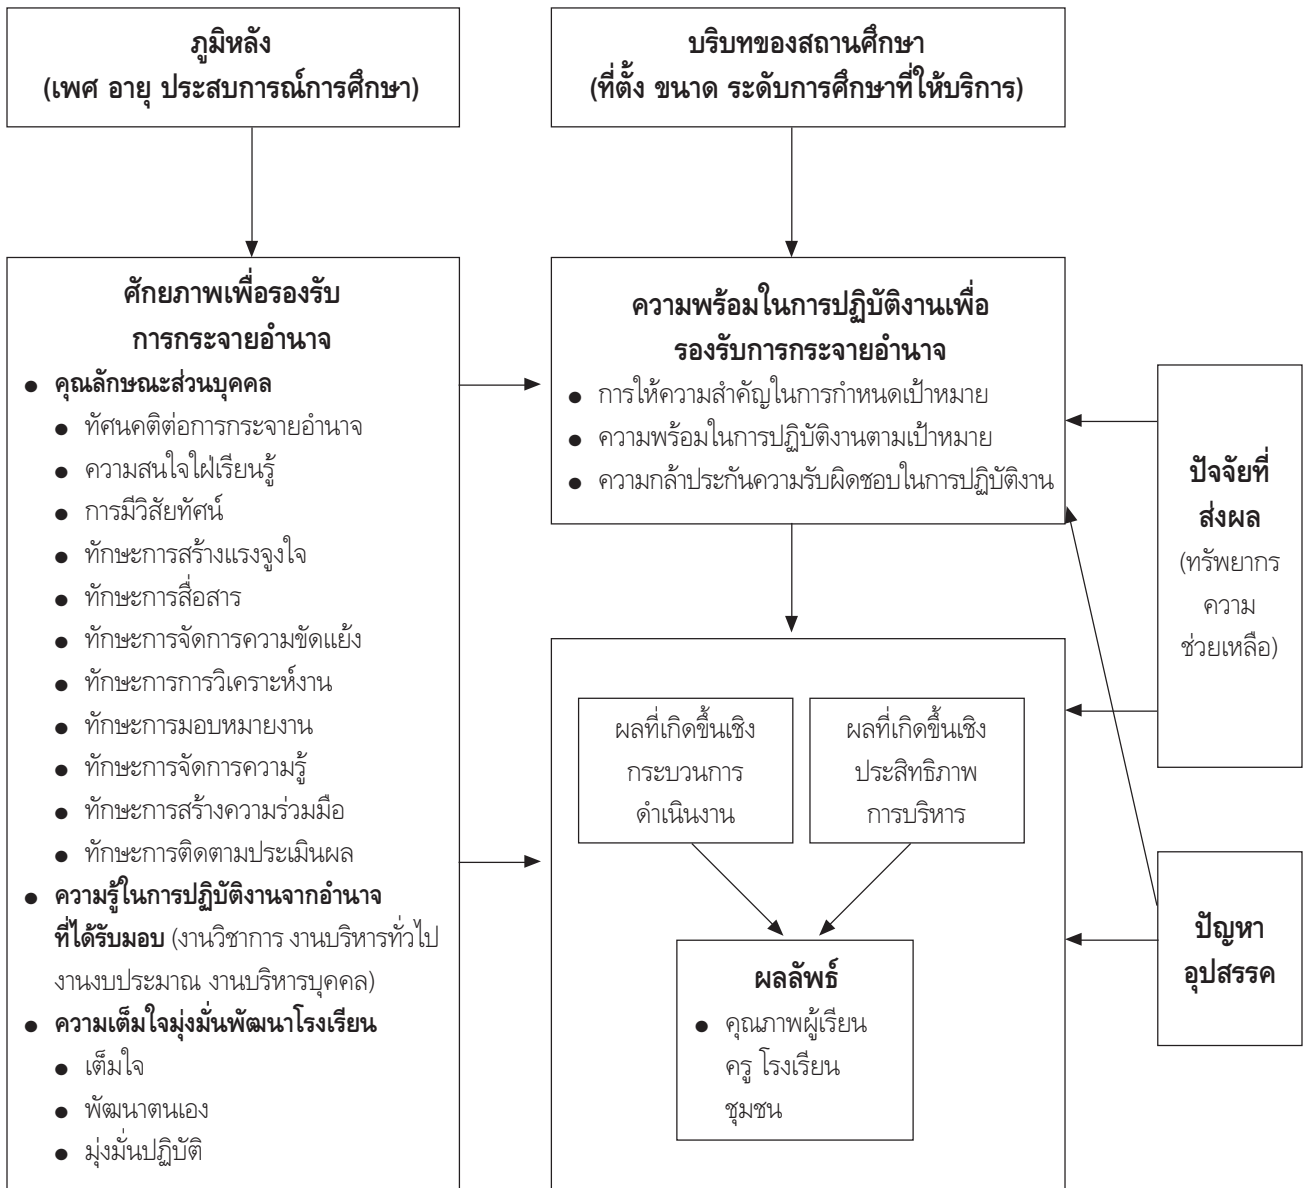 ภูมิหลัง
(เพศ อายุ ประสบการณ์การศึกษา)
บริบทของสถานศึกษา
(ที่ตั้ง ขนาด ระดับการศึกษาที่ให้บริการ)
ศักยภาพเพื่อรองรับ
การกระจายอำนาจ
● คุณลักษณะส่วนบุคคล
● ทัศนคติต่อการกระจายอำนาจ
● ความสนใจใฝ่เรียนรู้
● การมีวิสัยทัศน์
● ทักษะการสร้างแรงจูงใจ
● ทักษะการสื่อสาร
● ทักษะการจัดการความขัดแย้ง
● ทักษะการการวิเคราะห์งาน
● ทักษะการมอบหมายงาน
● ทักษะการจัดการความรู้
● ทักษะการสร้างความร่วมมือ
● ทักษะการติดตามประเมินผล
● ความรู้ในการปฏิบัติงานจากอำนาจ
ที่ได้รับมอบ (งานวิชาการ งานบริหารทั่วไป
งานงบประมาณ งานบริหารบุคคล)
● ความเต็มใจมุ่งมั่นพัฒนาโรงเรียน
● เต็มใจ
● พัฒนาตนเอง
● มุ่งมั่นปฏิบัติ
ความพร้อมในการปฏิบัติงานเพื่อ
รองรับการกระจายอำนาจ
● การให้ความสำคัญในการกำหนดเป้าหมาย
● ความพร้อมในการปฏิบัติงานตามเป้าหมาย
● ความกล้าประกันความรับผิดชอบในการปฏิบัติงาน
ผลที่เกิดขึ้นเชิง
กระบวนการ
ดำเนินงาน
ผลที่เกิดขึ้นเชิง
ประสิทธิภาพ
การบริหาร
ผลลัพธ์
● คุณภาพผู้เรียน
ครู โรงเรียน
ชุมชน
ปัจจัยที่
ส่งผล
(ทรัพยากร
ความ
ช่วยเหลือ)
ปัญหา
อุปสรรค